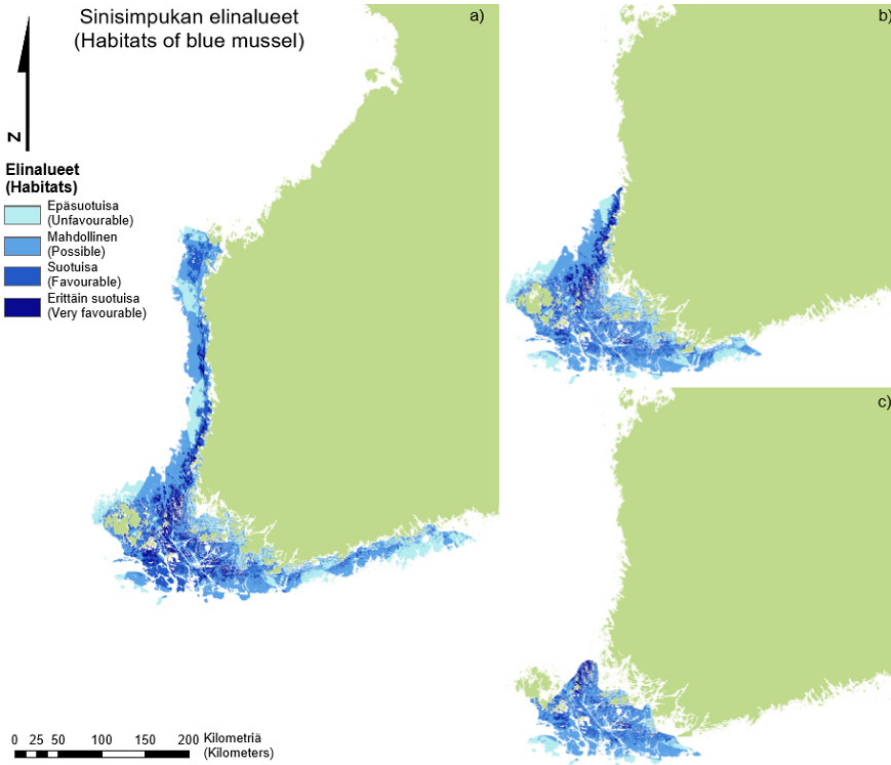 Sinisimpukan elinalueet
(Habitats of blue mussel)
a)
b)
N
Elinalueet
(Habitats)
Epäsuotuisa
(Unfavourable)
Mahdollinen
(Possible)
Suotuisa
(Favourable)
Erittäin suotuisa
(Very favourable)
c)
0 25 50 100 150 200 Kilometriä
(Kilometers)